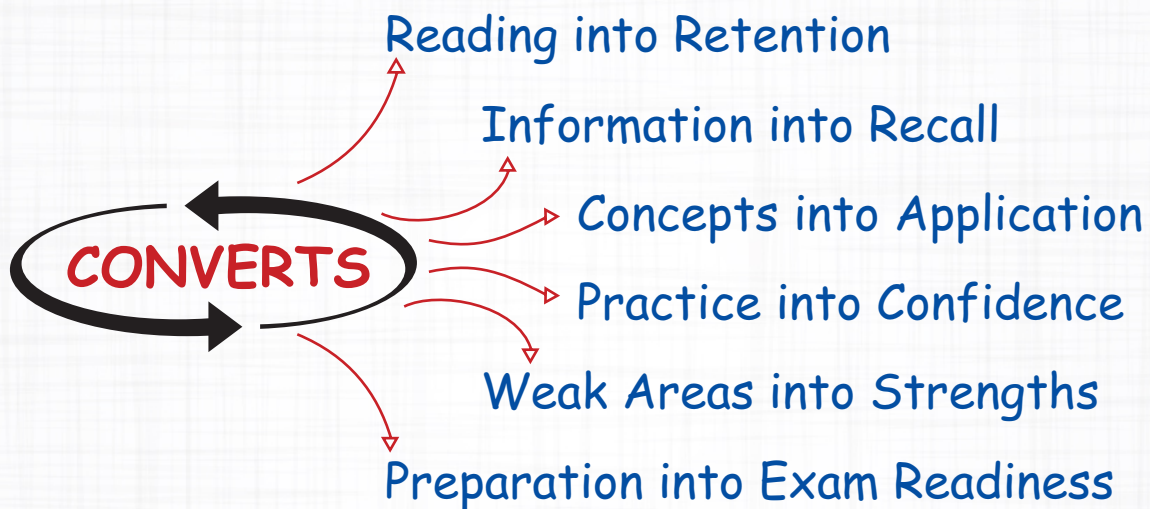 Reading into Retention
Information into Recall
Concepts into Application
CONVERTS
Practice into Confidence
Weak Areas into Strengths
Preparation into Exam Readiness